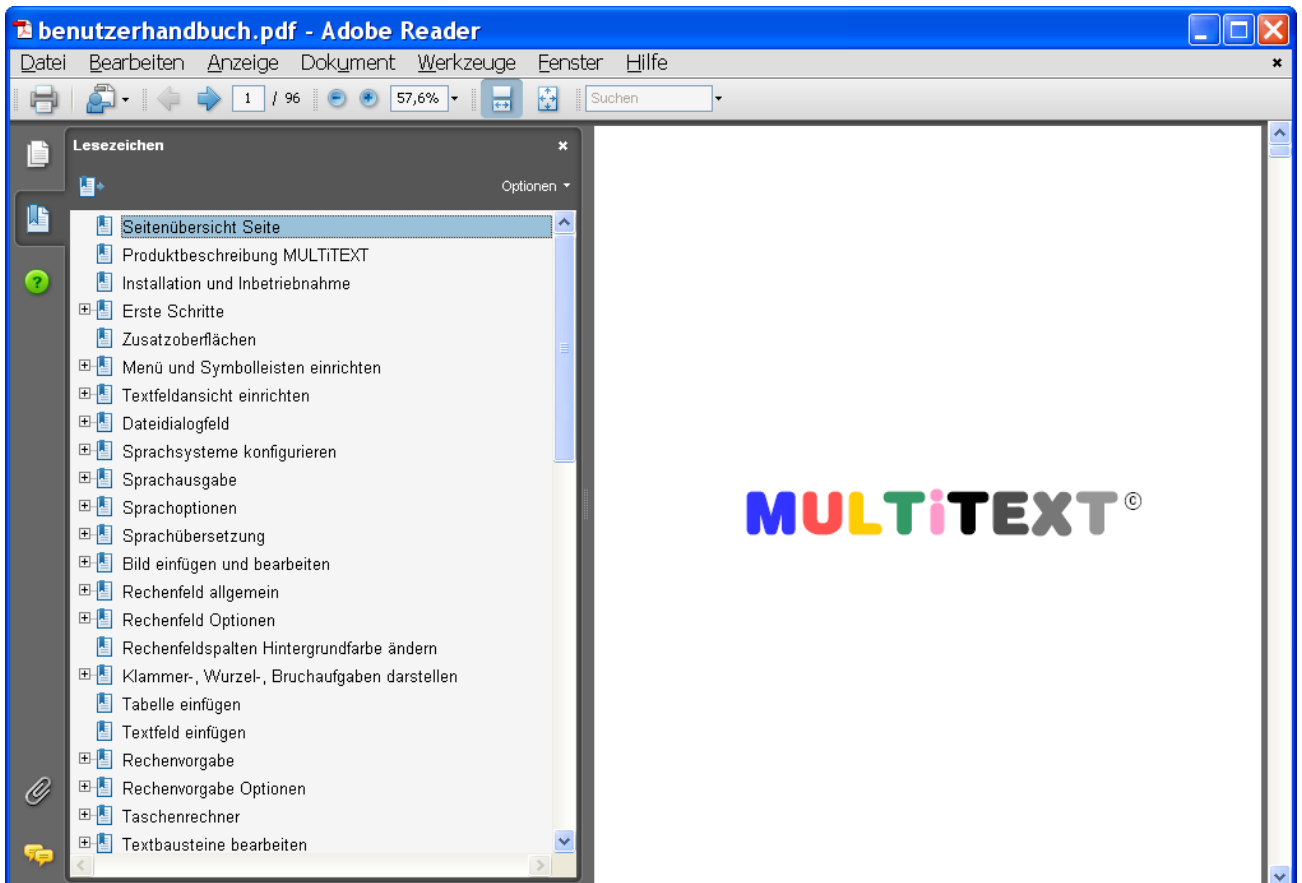 benutzerhandbuch.pdf - Adobe Reader
Datei Bearbeiten Anzeige Dokument Werkzeuge Fenster Hilfe
1 / 96 57,6% Suchen
Lesezeichen
Optionen
Seitenübersicht Seite
Produktbeschreibung MULTiTEXT
Installation und Inbetriebnahme
Erste Schritte
Zusatzoberflächen
Menü und Symbolleisten einrichten
Textfeldansicht einrichten
Dateidialogfeld
Sprachsysteme konfigurieren
Sprachausgabe
Sprachoptionen
Sprachübersetzung
Bild einfügen und bearbeiten
Rechenfeld allgemein
Rechenfeld Optionen
Rechenfeldspalten Hintergrundfarbe ändern
Klammer-, Wurzel-, Bruchaufgaben darstellen
Tabelle einfügen
Textfeld einfügen
Rechenvorgabe
Rechenvorgabe Optionen
Taschenrechner
Textbausteine bearbeiten
MULTiTEXT©